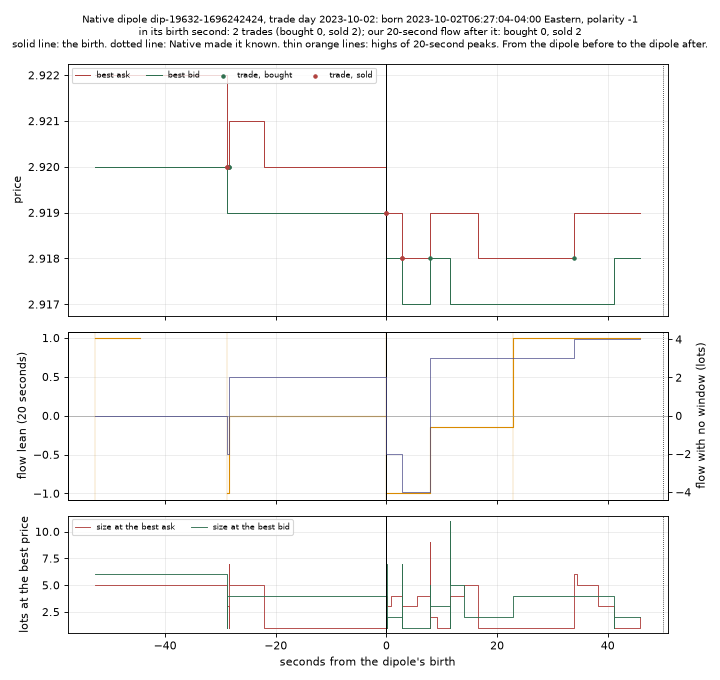 Native dipole dip-19632-1696242424, trade day 2023-10-02: born 2023-10-02T06:27:04-04:00 Eastern, polarity -1
in its birth second: 2 trades (bought 0, sold 2); our 20-second flow after it: bought 0, sold 2
solid line: the birth. dotted line: Native made it known. thin orange lines: highs of 20-second peaks. From the dipole before to the dipole after.
best ask best bid trade, bought trade, sold
2.922
2.921
2.920
2.919
2.918
2.917
price
1.0
0.5
0.0
−0.5
−1.0
flow lean (20 seconds)
4
2
0
−2
−4
flow with no window (lots)
size at the best ask size at the best bid
10.0
7.5
5.0
2.5
lots at the best price
−40 −20 0 20 40
seconds from the dipole's birth